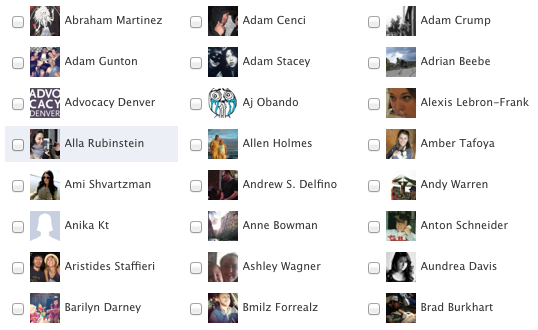 Abraham Martinez Adam Cenci Adam Crump
Adam Gunton Adam Stacey Adrian Beebe
ADVO
CACY
DENVER
Advocacy Denver Aj Obando Alexis Lebron-Frank
Alla Rubinstein Allen Holmes Amber Tafoya
Ami Shvartzman Andrew S. Delfino Andy Warren
Anika Kt Anne Bowman Anton Schneider
Aristides Staffieri Ashley Wagner Aundrea Davis
Barilyn Darney Bmilz Forrealz Brad Burkhart